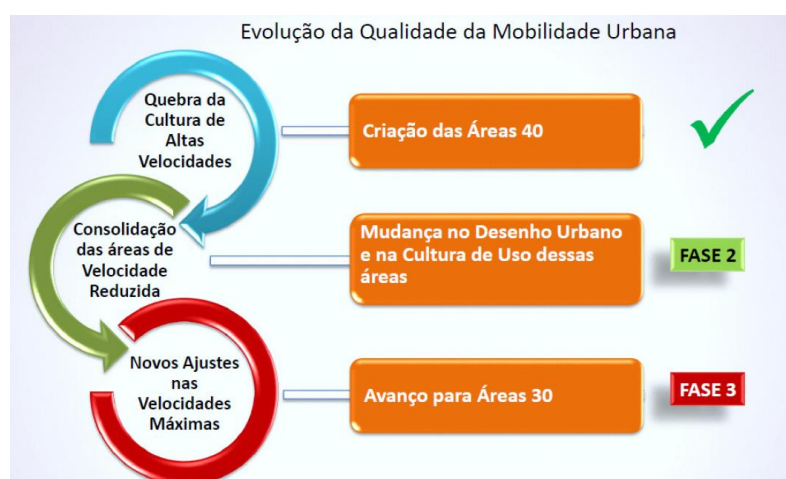 Evolução da Qualidade da Mobilidade Urbana
Quebra da
Cultura de
Altas
Velocidades
Criação das Áreas 40
Consolidação
das áreas de
Velocidade
Reduzida
Mudança no Desenho Urbano
e na Cultura de Uso dessas
áreas
FASE 2
Novos Ajustes
nas
Velocidades
Máximas
Avanço para Áreas 30
FASE 3